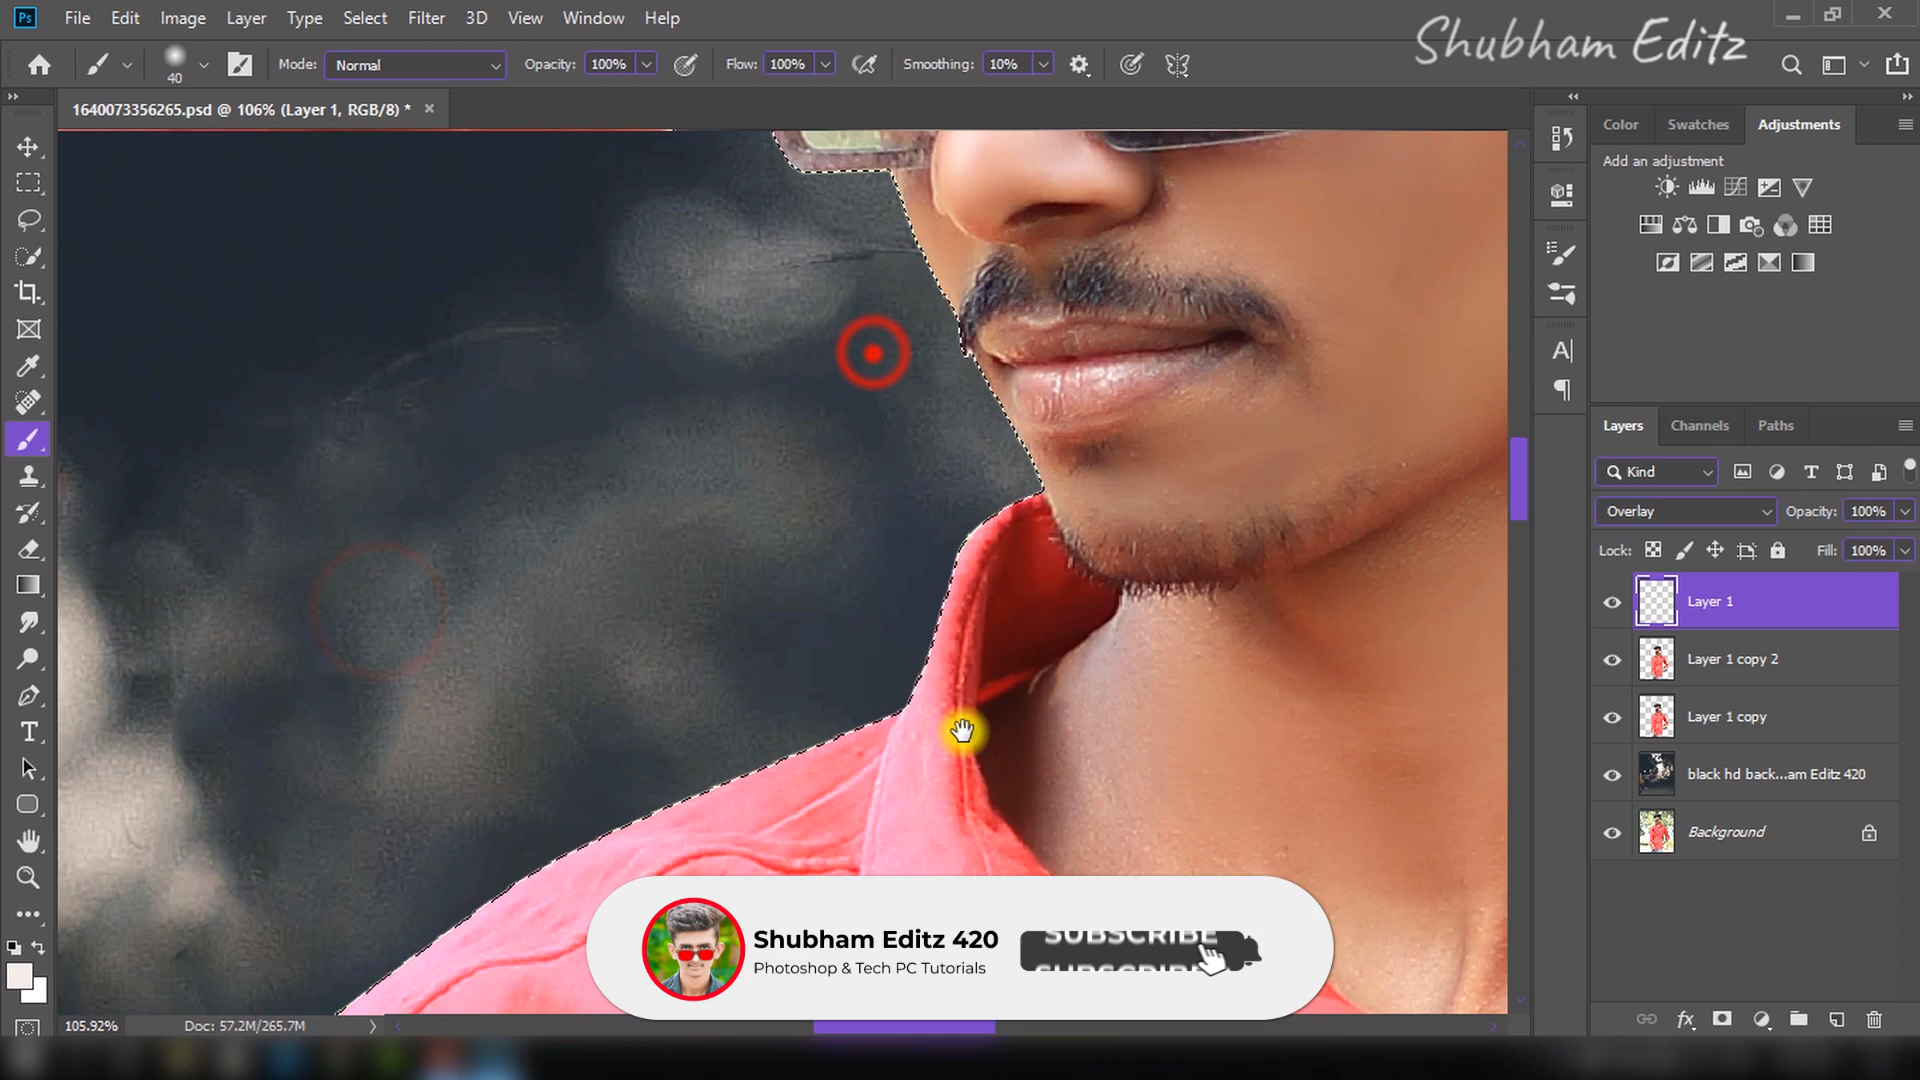 File Edit Image Layer Type Select Filter 3D View Window Help
Shubham Editz
40 Mode: Normal Opacity: 100% Flow: 100% Smoothing: 10%
1640073356265.psd @ 106% (Layer 1, RGB/8) *
Color Swatches Adjustments
Add an adjustment
Layers Channels Paths
Kind
Overlay Opacity: 100%
Lock: Fill: 100%
Layer 1
Layer 1 copy 2
Layer 1 copy
black hd back...am Editz 420
Background
Shubham Editz 420
Photoshop & Tech PC Tutorials
SUBSCRIBE
105.92% Doc: 57.2M/265.7M